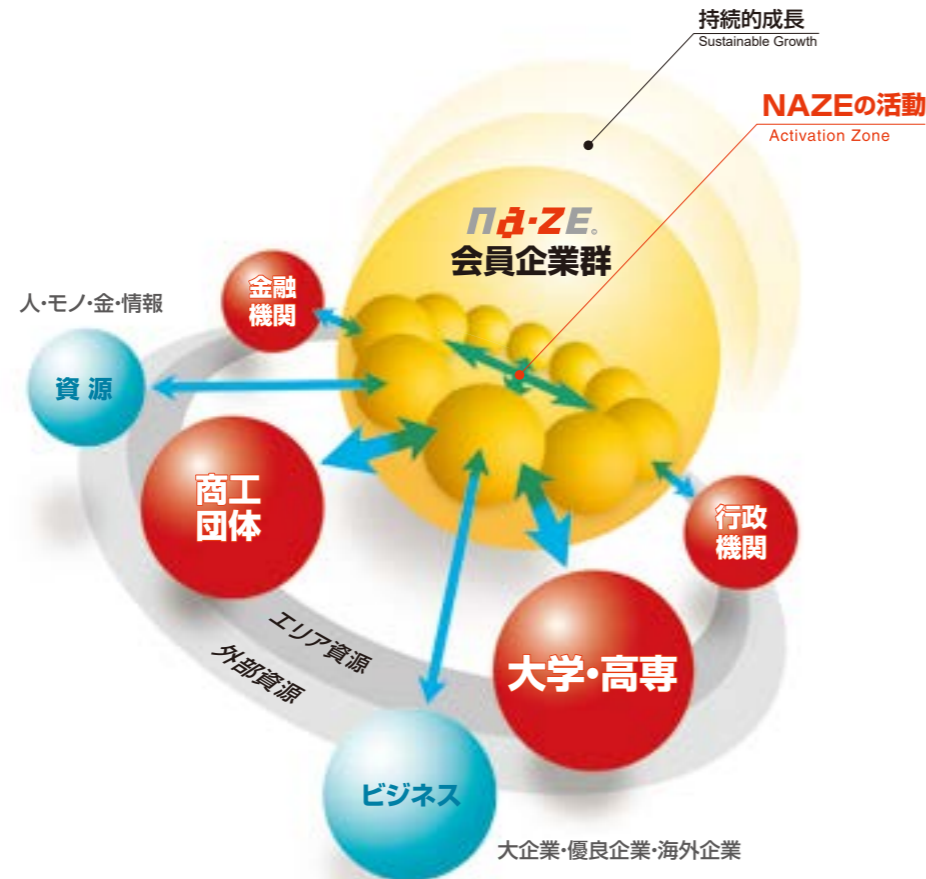 持続的成長
Sustainable Growth
NAZEの活動
Activation Zone
na·ZE。
会員企業群
金融
機関
人・モノ・金・情報
資 源
商工
団体
行政
機関
エリア資源
外部資源
大学・高専
ビジネス
大企業・優良企業・海外企業